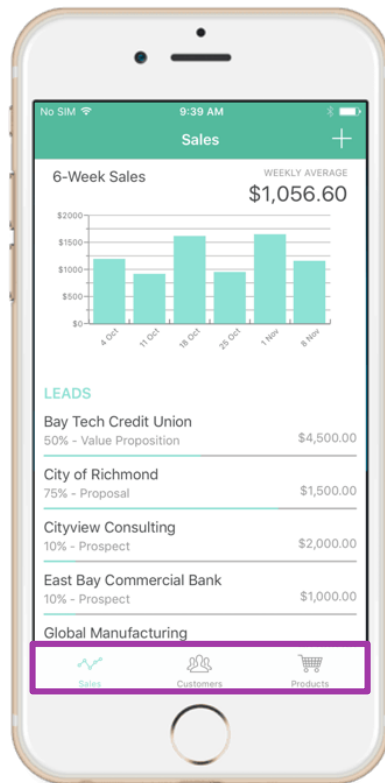 No SIM 9:39 AM
Sales
6-Week Sales
WEEKLY AVERAGE
$1,056.60
$2000
$1500
$1000
$500
$0
4 Oct 11 Oct 18 Oct 25 Oct 1 Nov 8 Nov
LEADS
Bay Tech Credit Union
50% - Value Proposition $4,500.00
City of Richmond
75% - Proposal $1,500.00
Cityview Consulting
10% - Prospect $2,000.00
East Bay Commercial Bank
10% - Prospect $1,000.00
Global Manufacturing
Sales Customers Products